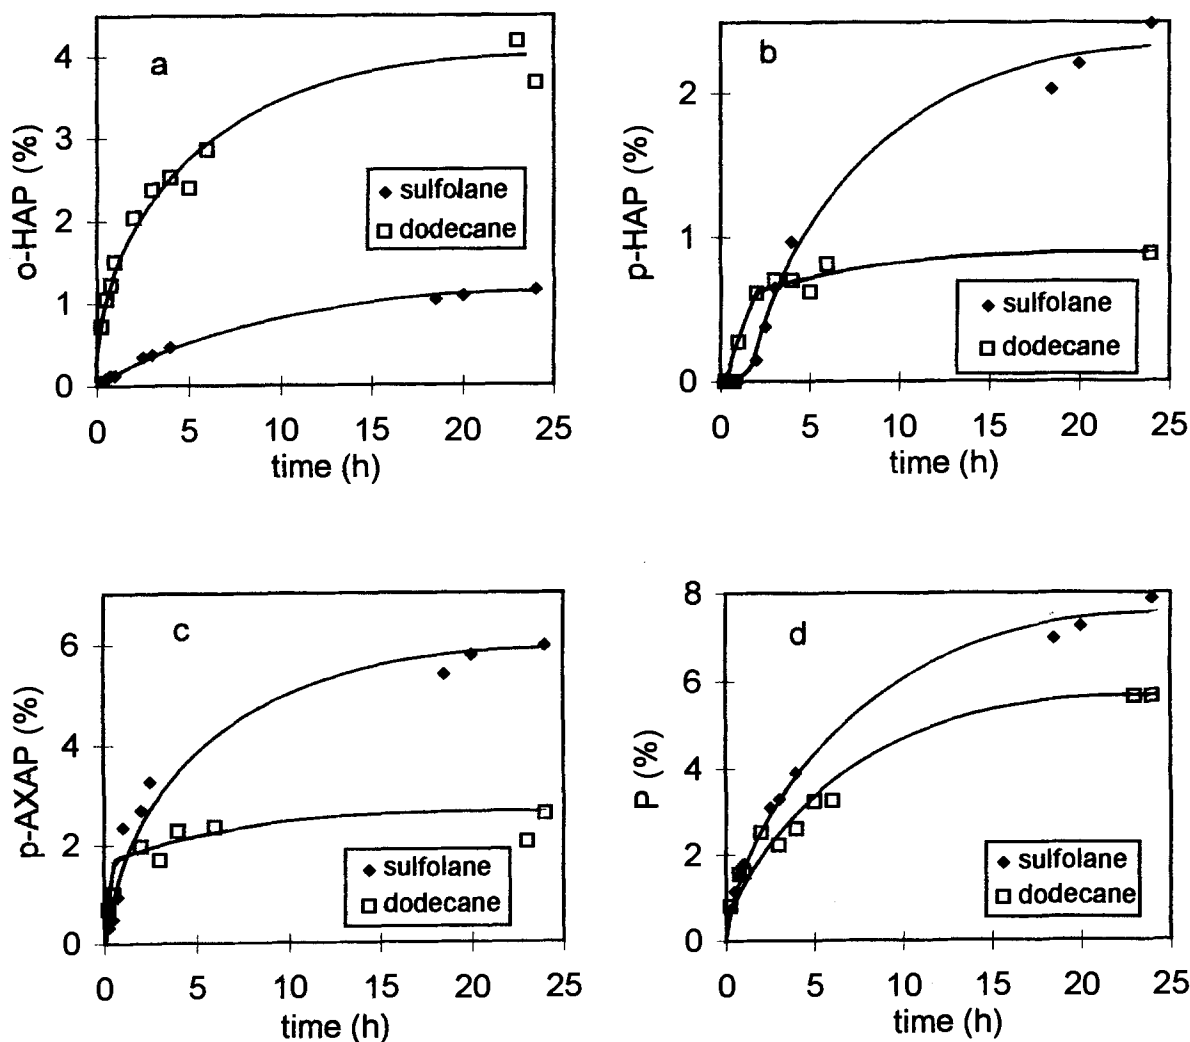 a
o-HAP (%)
4
3
2
1
0
sulfolane
dodecane
0 5 10 15 20 25
time (h)
b
p-HAP (%)
2
1
0
sulfolane
dodecane
0 5 10 15 20 25
time (h)
c
p-AXAP (%)
6
4
2
0
sulfolane
dodecane
0 5 10 15 20 25
time (h)
d
P (%)
8
6
4
2
0
sulfolane
dodecane
0 5 10 15 20 25
time (h)